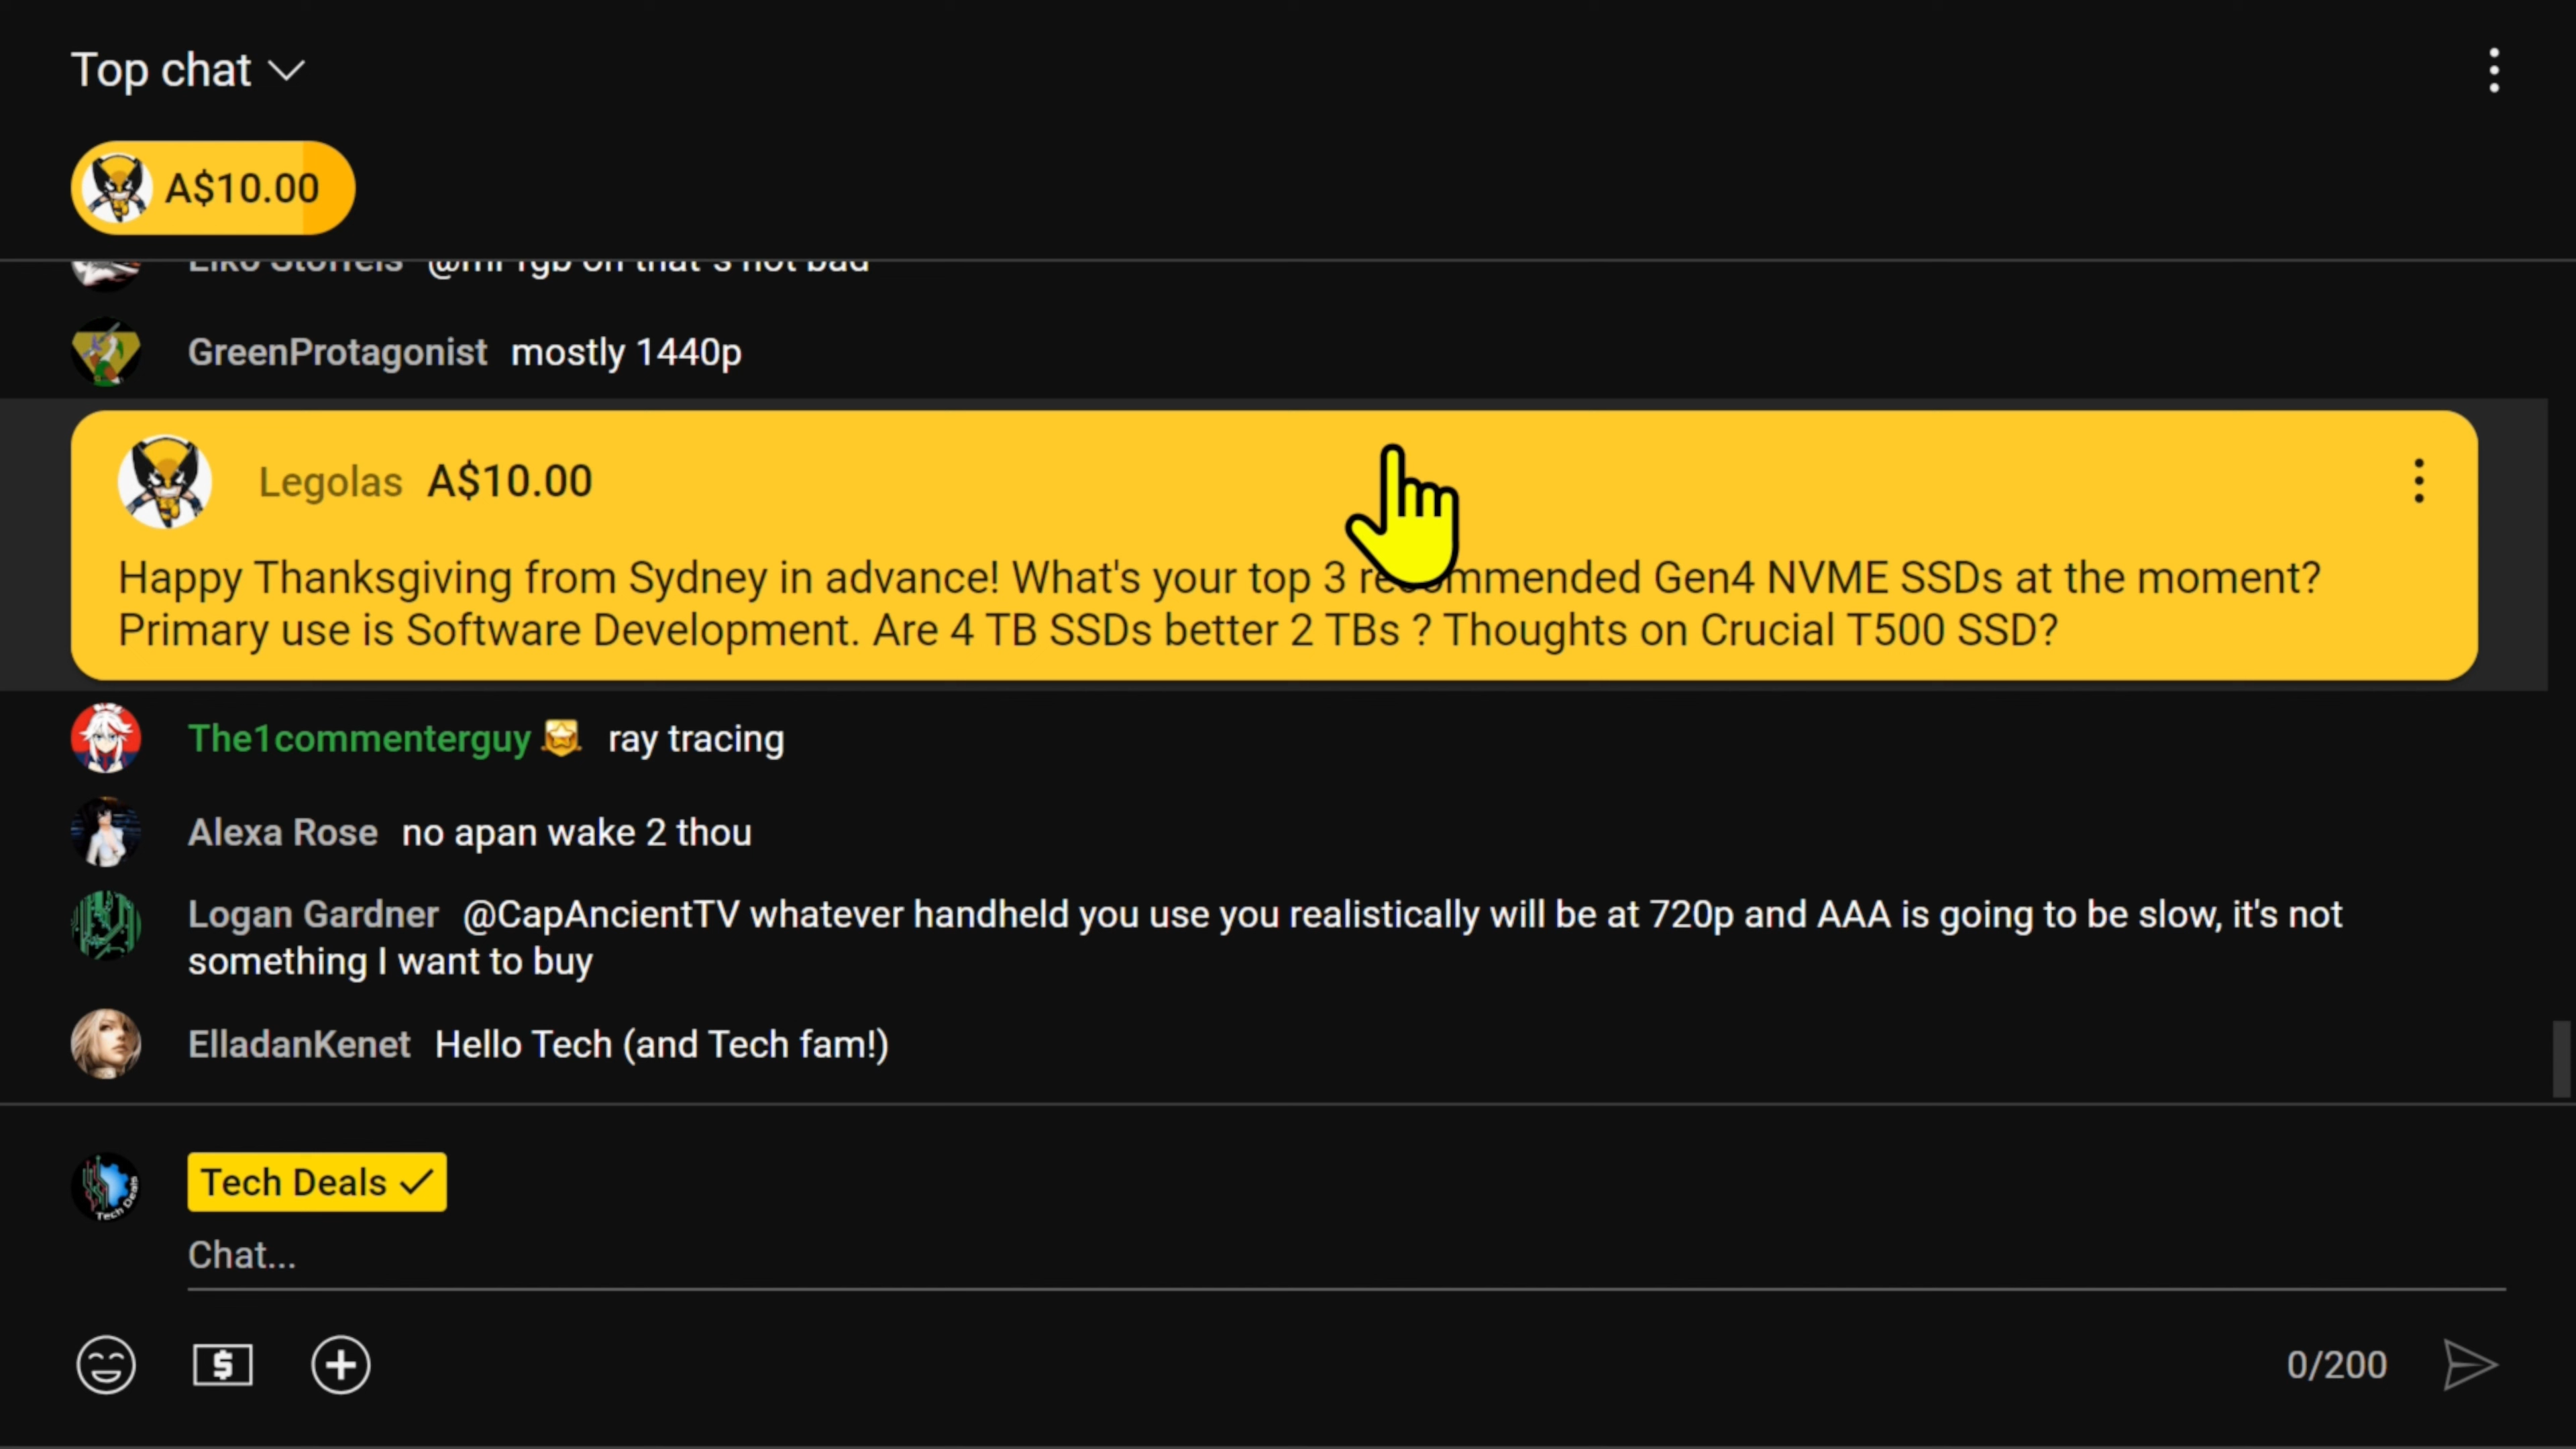 Top chat
A$10.00
@mr rgb oh that's not bad
GreenProtagonist mostly 1440p
Legolas A$10.00
Happy Thanksgiving from Sydney in advance! What's your top 3 recommended Gen4 NVME SSDs at the moment?
Primary use is Software Development. Are 4 TB SSDs better 2 TBs ? Thoughts on Crucial T500 SSD?
The1commenterguy ray tracing
Alexa Rose no apan wake 2 thou
Logan Gardner @CapAncientTV whatever handheld you use you realistically will be at 720p and AAA is going to be slow, it's not
something I want to buy
ElladanKenet Hello Tech (and Tech fam!)
Tech Deals
Tech Deals
Chat...
$
0/200